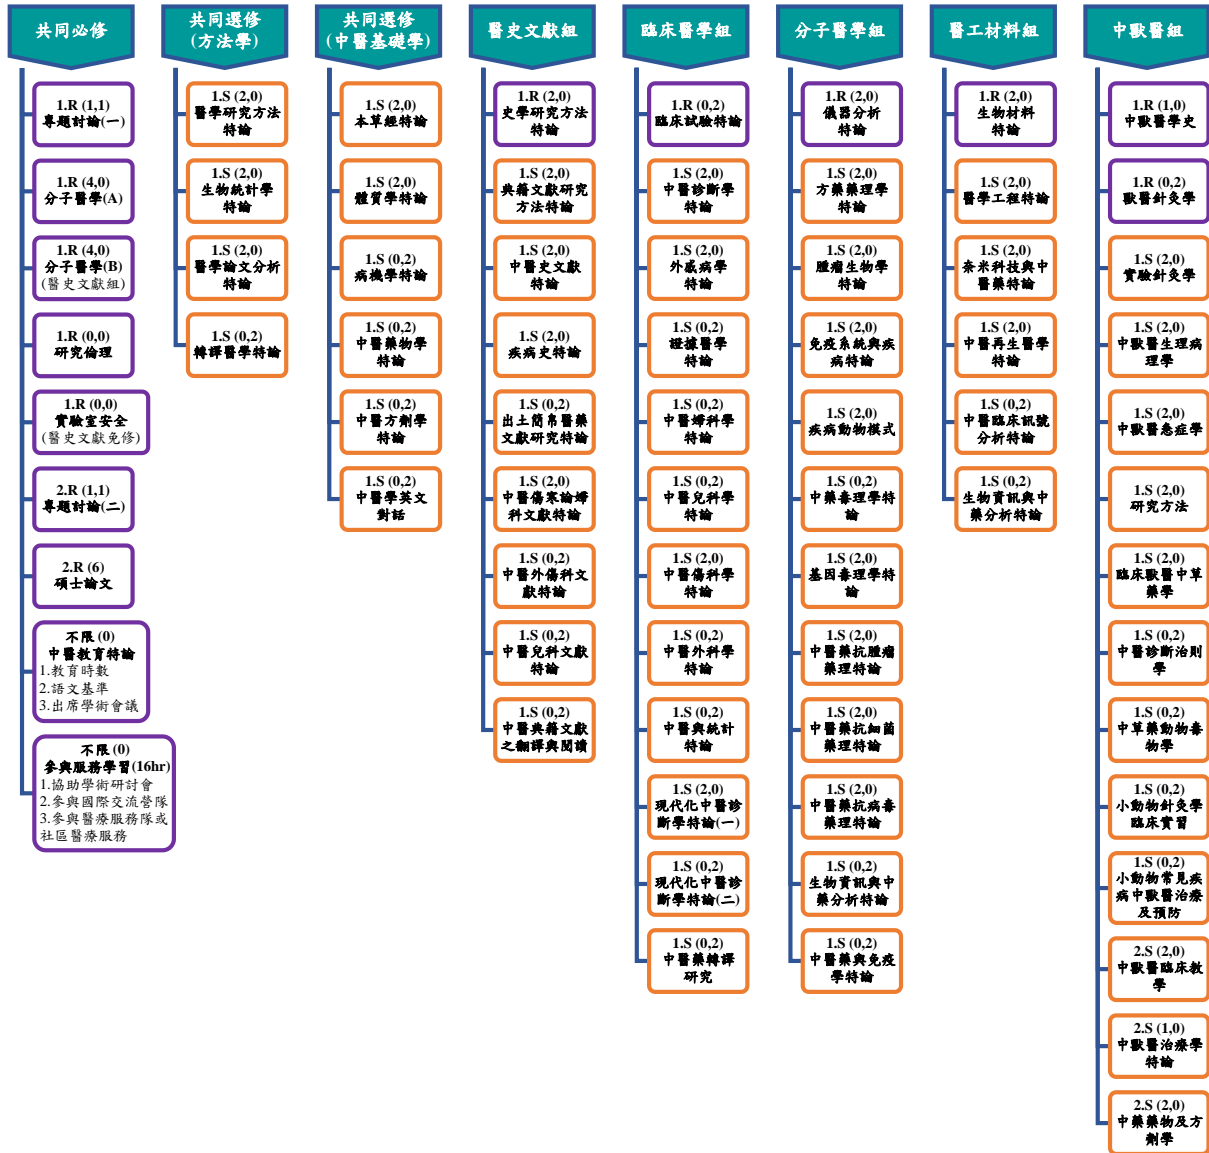 共同必修
1.R (1,1)
專題討論(一)
1.R (4,0)
分子醫學(A)
1.R (4,0)
分子醫學(B)
(醫史文獻組)
1.R (0,0)
研究倫理
1.R (0,0)
實驗室安全
(醫史文獻免修)
2.R (1,1)
專題討論(二)
2.R (6)
碩士論文
不限 (0)
中醫教育特論
1.教育時數
2.語文基準
3.出席學術會議
不限 (0)
參與服務學習(16hr)
1.協助學術研討會
2.參與國際交流營隊
3.參與醫療服務隊或
社區醫療服務
共同選修
(方法學)
1.S (2,0)
醫學研究方法
特論
1.S (2,0)
生物統計學
特論
1.S (2,0)
醫學論文分析
特論
1.S (0,2)
轉譯醫學特論
共同選修
(中醫基礎學)
1.S (2,0)
本草經特論
1.S (2,0)
體質學特論
1.S (0,2)
病機學特論
1.S (0,2)
中醫藥物學
特論
1.S (0,2)
中醫方劑學
特論
1.S (0,2)
中醫學英文
對話
醫史文獻組
1.R (2,0)
史學研究方法
特論
1.S (2,0)
典籍文獻研究
方法特論
1.S (2,0)
中醫史文獻
特論
1.S (2,0)
疾病史特論
1.S (0,2)
出土簡帛醫藥
文獻研究特論
1.S (2,0)
中醫傷寒論婦
科文獻特論
1.S (0,2)
中醫外傷科文
獻特論
1.S (0,2)
中醫兒科文獻
特論
1.S (0,2)
中醫典籍文獻
之翻譯與閱讀
臨床醫學組
1.R (0,2)
臨床試驗特論
1.S (2,0)
中醫診斷學
特論
1.S (2,0)
外感病學
特論
1.S (0,2)
證據醫學
特論
1.S (0,2)
中醫婦科學
特論
1.S (0,2)
中醫兒科學
特論
1.S (2,0)
中醫傷科學
特論
1.S (0,2)
中醫外科學
特論
1.S (0,2)
中醫與統計
特論
1.S (2,0)
現代化中醫診
斷學特論(一)
1.S (0,2)
現代化中醫診
斷學特論(二)
1.S (0,2)
中醫藥轉譯
研究
分子醫學組
1.R (2,0)
儀器分析
特論
1.S (2,0)
方藥藥理學
特論
1.S (2,0)
腫瘤生物學
特論
1.S (2,0)
免疫系統與疾
病特論
1.S (2,0)
疾病動物模式
1.S (0,2)
中藥毒理學特
論
1.S (2,0)
基因毒理學特
論
1.S (2,0)
中醫藥抗腫瘤
藥理特論
1.S (2,0)
中醫藥抗細菌
藥理特論
1.S (2,0)
中醫藥抗病毒
藥理特論
1.S (0,2)
生物資訊與中
藥分析特論
1.S (0,2)
中醫藥與免疫
學特論
醫工材料組
1.R (2,0)
生物材料
特論
1.S (2,0)
醫學工程特論
1.S (2,0)
奈米科技與中
醫藥特論
1.S (2,0)
中醫再生醫學
特論
1.S (0,2)
中醫臨床訊號
分析特論
1.S (0,2)
生物資訊與中
藥分析特論
中獸醫組
1.R (1,0)
中獸醫學史
1.R (0,2)
獸醫針灸學
1.S (2,0)
實驗針灸學
1.S (2,0)
中獸醫生理病
理學
1.S (2,0)
中獸醫急症學
1.S (2,0)
研究方法
1.S (2,0)
臨床獸醫中草
藥學
1.S (0,2)
中醫診斷治則
學
1.S (0,2)
中草藥動物毒
物學
1.S (0,2)
小動物針灸學
臨床實習
1.S (0,2)
小動物常見疾
病中獸醫治療
及預防
2.S (2,0)
中獸醫臨床教
學
2.S (1,0)
中獸醫治療學
特論
2.S (2,0)
中藥藥物及方
劑學